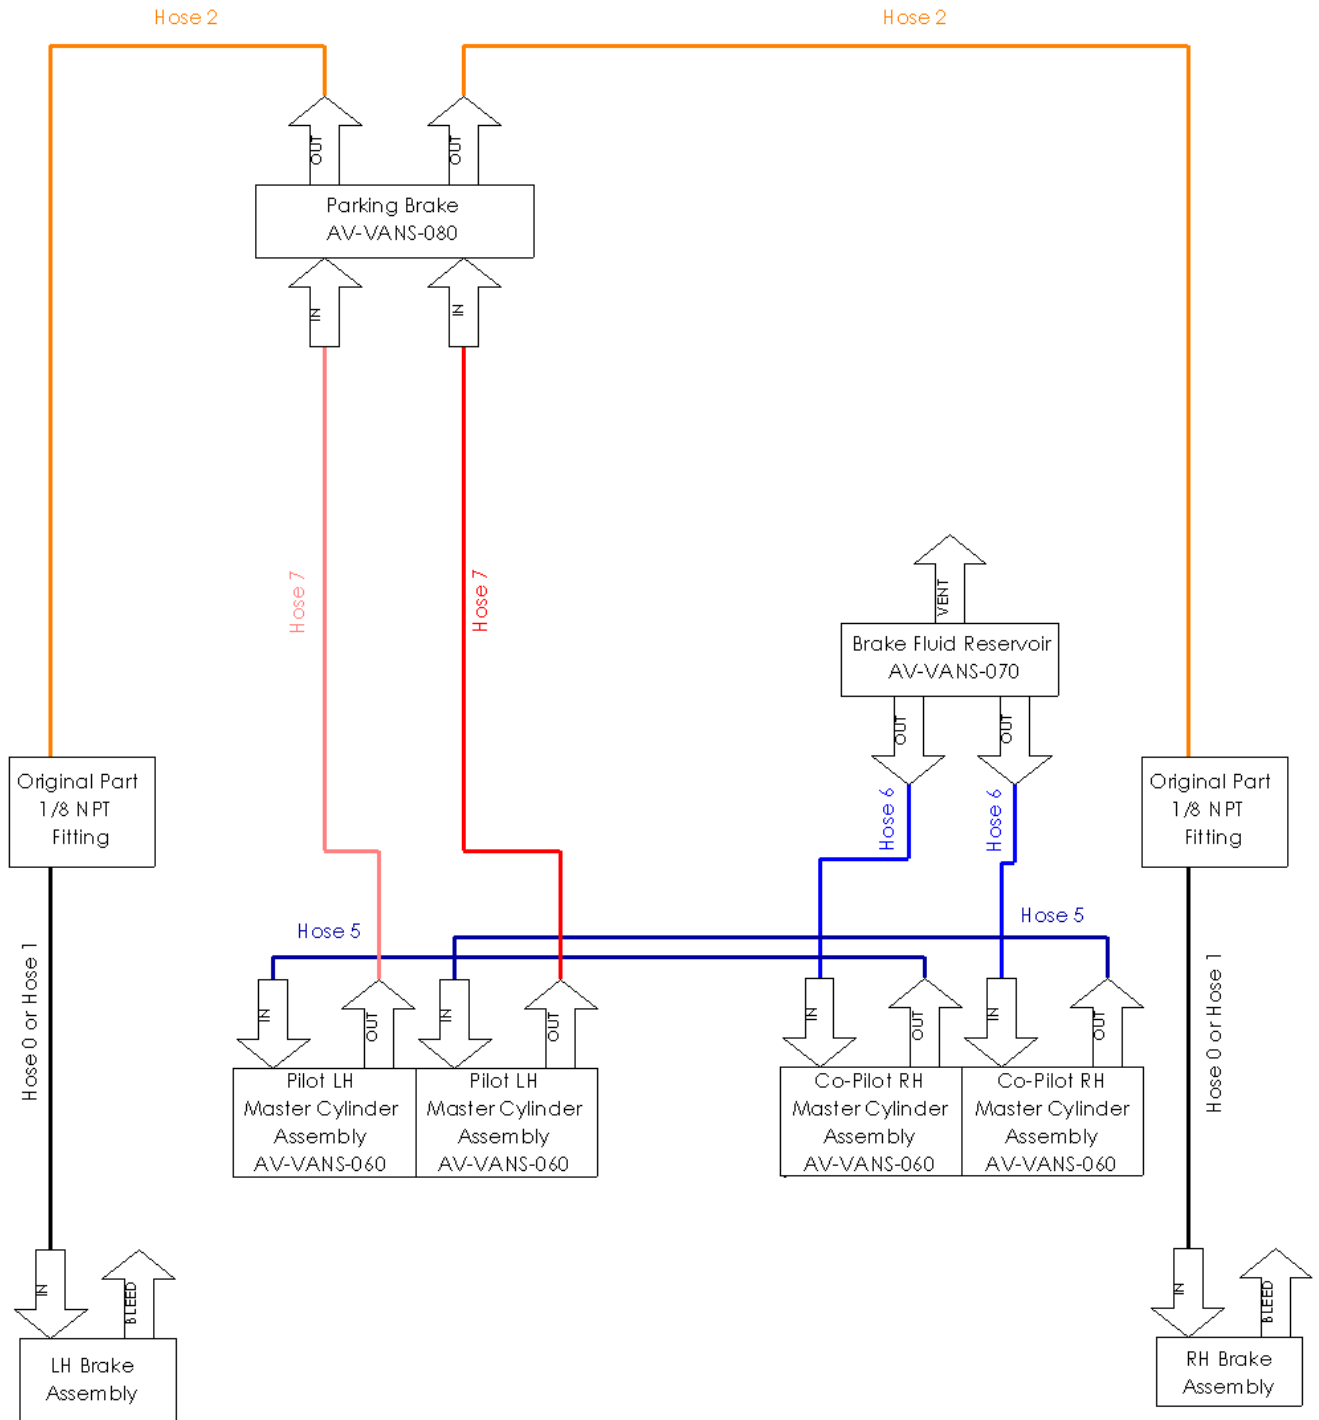 Hose 2
Hose 2
OUT
OUT
Parking Brake
AV-VANS-080
IN
IN
Hose 7
Hose 7
VENT
Brake Fluid Reservoir
AV-VANS-070
OUT
OUT
Hose 6
Hose 6
Original Part
1/8 NPT
Fitting
Original Part
1/8 NPT
Fitting
Hose 5
Hose 5
Hose 0 or Hose 1
Hose 0 or Hose 1
IN
OUT
IN
OUT
IN
OUT
IN
OUT
Pilot LH
Master Cylinder
Assembly
AV-VANS-060
Pilot LH
Master Cylinder
Assembly
AV-VANS-060
Co-Pilot RH
Master Cylinder
Assembly
AV-VANS-060
Co-Pilot RH
Master Cylinder
Assembly
AV-VANS-060
IN
BLEED
LH Brake
Assembly
IN
BLEED
RH Brake
Assembly